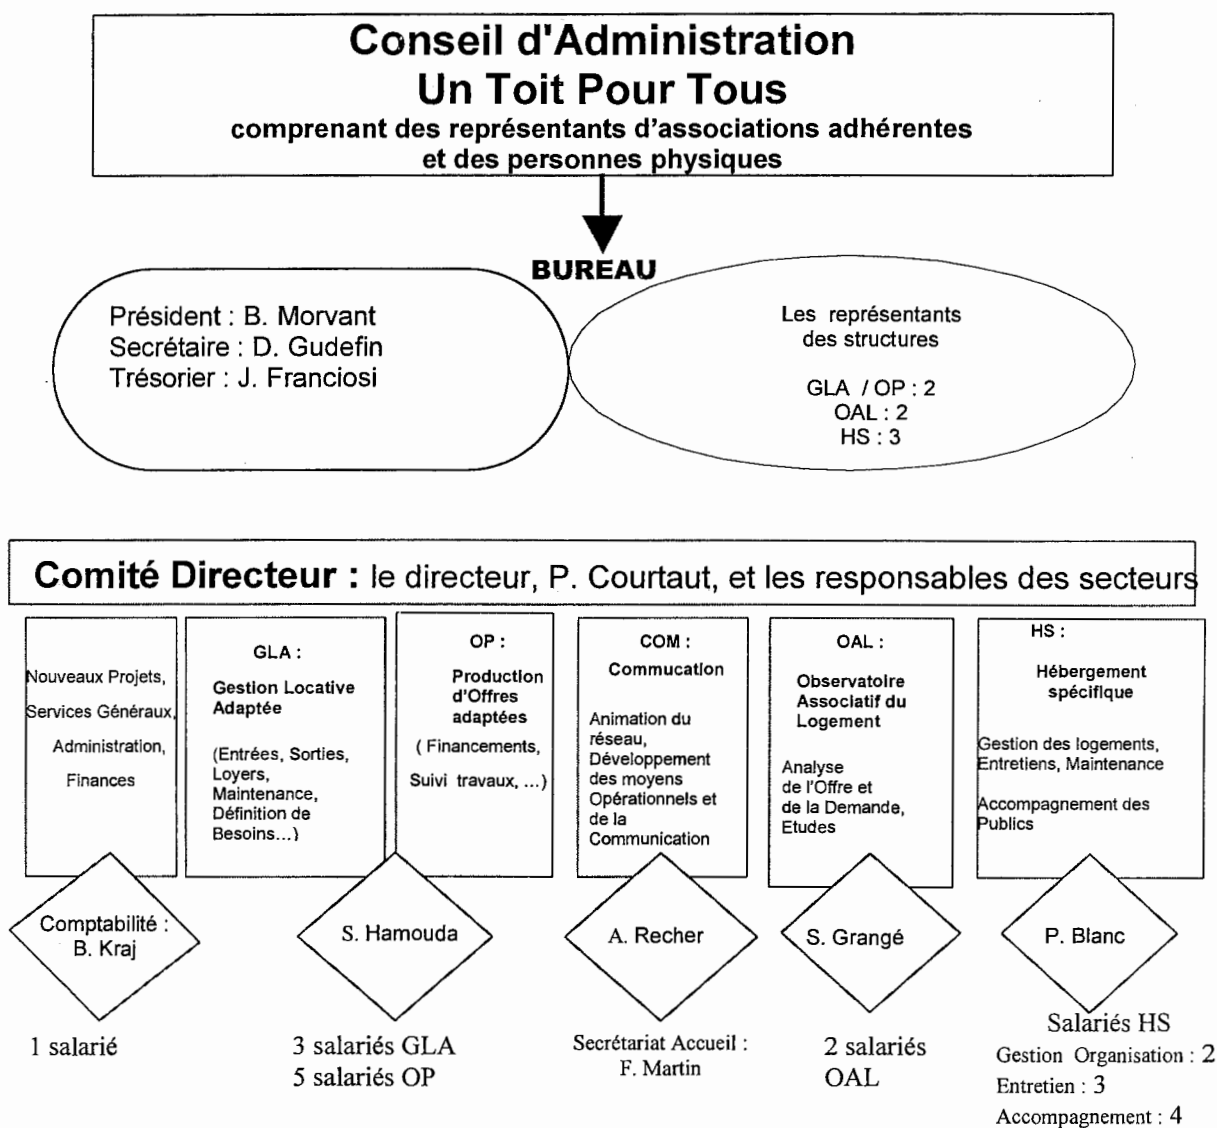 Conseil d'Administration
Un Toit Pour Tous
comprenant des représentants d'associations adhérentes
et des personnes physiques
BUREAU
Président : B. Morvant
Secrétaire : D. Gudefin
Trésorier : J. Franciosi
Les représentants
des structures
GLA / OP : 2
OAL : 2
HS : 3
Comité Directeur : le directeur, P. Courtaut, et les responsables des secteurs
Nouveaux Projets,
Services Généraux,
Administration,
Finances
GLA :
Gestion Locative
Adaptée
(Entrées, Sorties,
Loyers,
Maintenance,
Définition de
Besoins...)
OP :
Production
d'Offres
adaptées
( Financements,
Suivi travaux, ...)
COM :
Commucation
Animation du
réseau,
Développement
des moyens
Opérationnels et
de la
Communication
OAL :
Observatoire
Associatif du
Logement
Analyse
de l'Offre et
de la Demande,
Etudes
HS :
Hébergement
spécifique
Gestion des logements,
Entretiens, Maintenance
Accompagnement des
Publics
Comptabilité :
B. Kraj
S. Hamouda
A. Recher
S. Grangé
P. Blanc
1 salarié
3 salariés GLA
5 salariés OP
Secrétariat Accueil :
F. Martin
2 salariés
OAL
Salariés HS
Gestion Organisation : 2
Entretien : 3
Accompagnement : 4